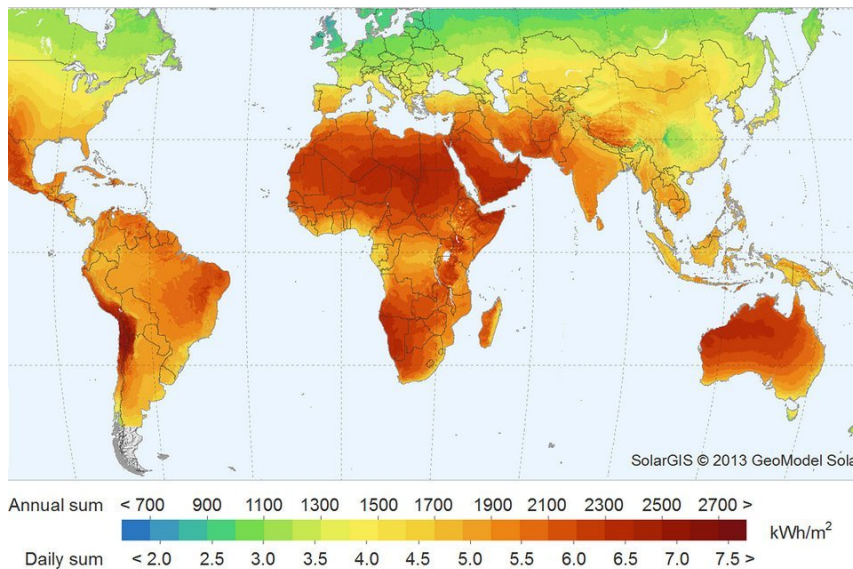 SolarGIS © 2013 GeoModel Sola
Annual sum < 700 900 1100 1300 1500 1700 1900 2100 2300 2500 2700 >
kWh/m²
Daily sum < 2.0 2.5 3.0 3.5 4.0 4.5 5.0 5.5 6.0 6.5 7.0 7.5 >